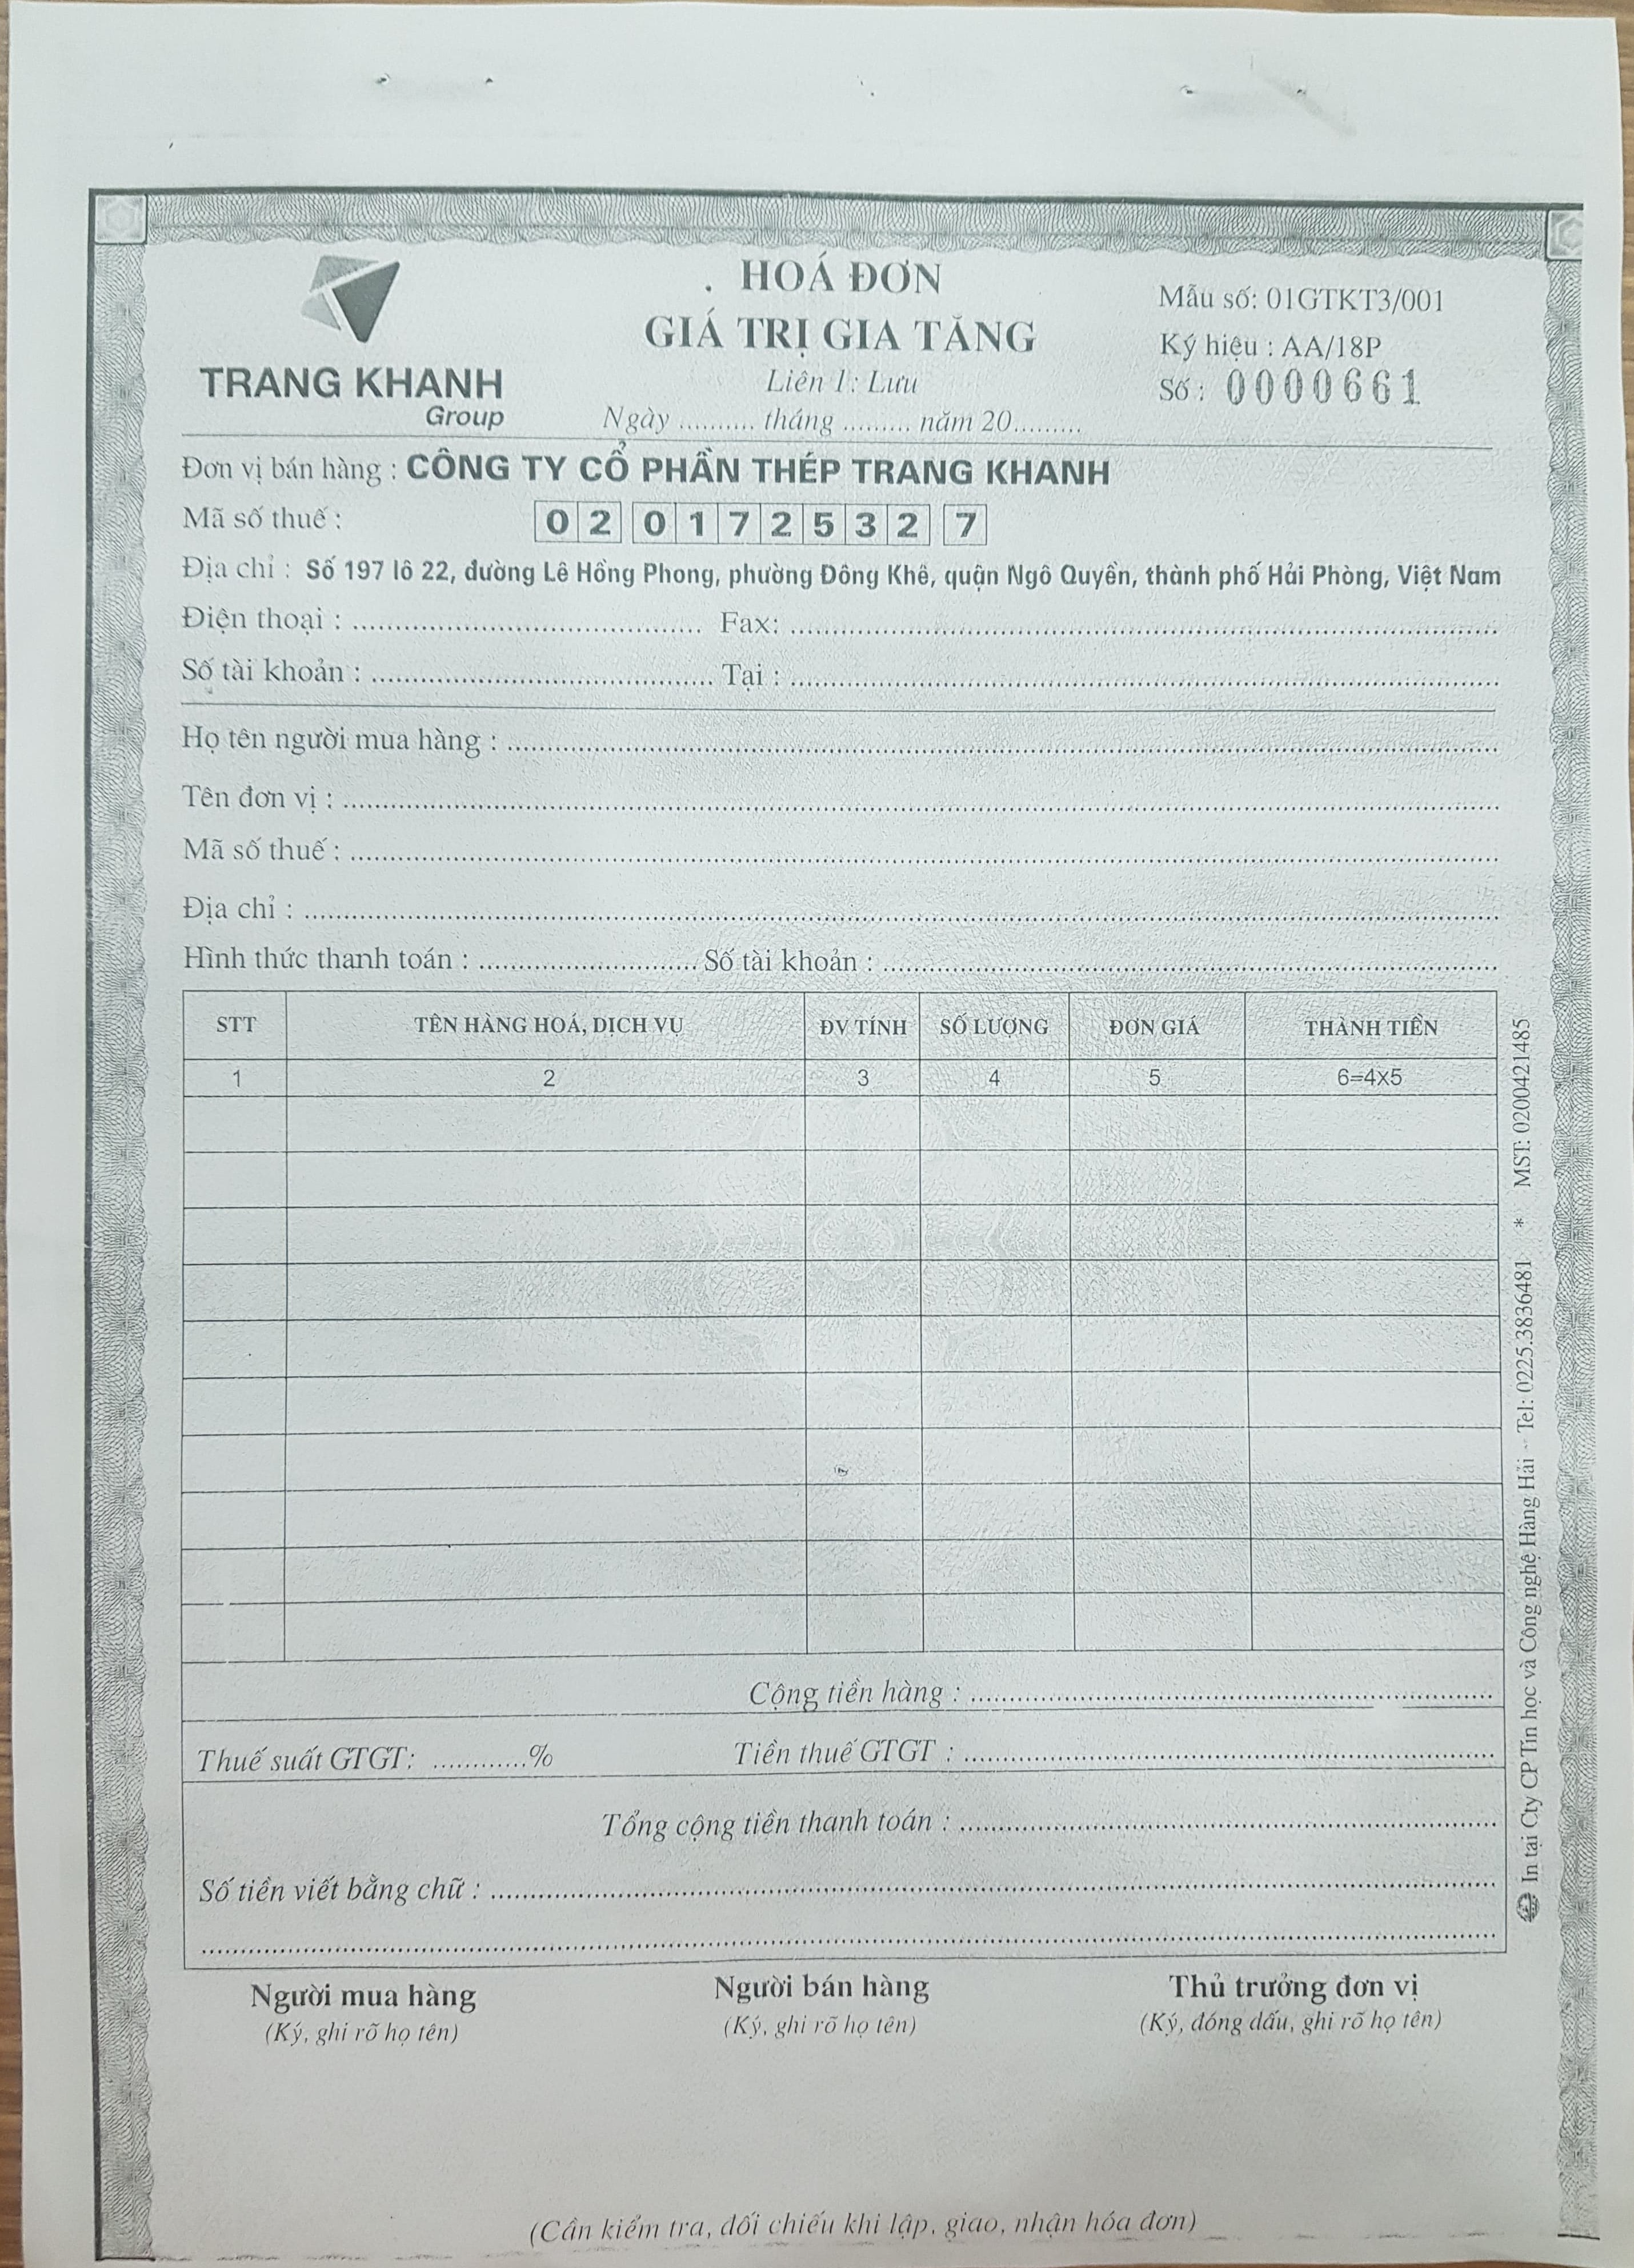 HOÁ ĐƠN
GIÁ TRỊ GIA TĂNG
Liên 1: Lưu
Ngày .......... tháng ......... năm 20.........
TRANG KHANH
Group
Mẫu số: 01GTKT3/001
Ký hiệu : AA/18P
Số : 0000661
Đơn vị bán hàng : CÔNG TY CỔ PHẦN THÉP TRANG KHANH
Mã số thuế : 02 0172532 7
Địa chỉ : Số 197 lô 22, đường Lê Hồng Phong, phường Đông Khê, quận Ngô Quyền, thành phố Hải Phòng, Việt Nam
Điện thoại : .............................. Fax: ..............................
Số tài khoản : .............................. Tại : ..............................
Họ tên người mua hàng : ..............................
Tên đơn vị : ..............................
Mã số thuế : ..............................
Địa chỉ : ..............................
Hình thức thanh toán : .............................. Số tài khoản : ..............................
STT TÊN HÀNG HOÁ, DỊCH VỤ ĐV TÍNH SỐ LƯỢNG ĐƠN GIÁ THÀNH TIỀN
1 2 3 4 5 6=4x5
Cộng tiền hàng : ..............................
Thuế suất GTGT: ............% Tiền thuế GTGT : ..............................
Tổng cộng tiền thanh toán : ..............................
Số tiền viết bằng chữ : ..............................
Người mua hàng Người bán hàng Thủ trưởng đơn vị
(Ký, ghi rõ họ tên) (Ký, ghi rõ họ tên) (Ký, đóng dấu, ghi rõ họ tên)
(Cần kiểm tra, đối chiếu khi lập, giao, nhận hóa đơn)
In tại Cty CP Tin học và Công nghệ Hàng Hải - Tel: 0225.3836481 * MST: 0200421485